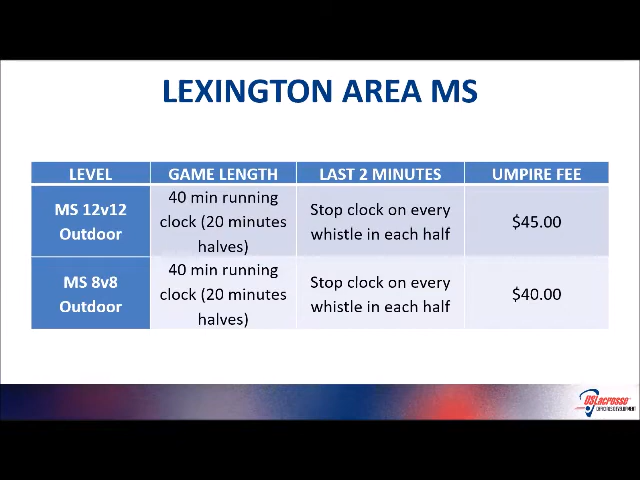 LEXINGTON AREA MS
LEVEL GAME LENGTH LAST 2 MINUTES UMPIRE FEE
MS 12v12
Outdoor
40 min running
clock (20 minutes
halves)
Stop clock on every
whistle in each half
$45.00
MS 8v8
Outdoor
40 min running
clock (20 minutes
halves)
Stop clock on every
whistle in each half
$40.00
USLacrosse
OFFICIALS DEVELOPMENT